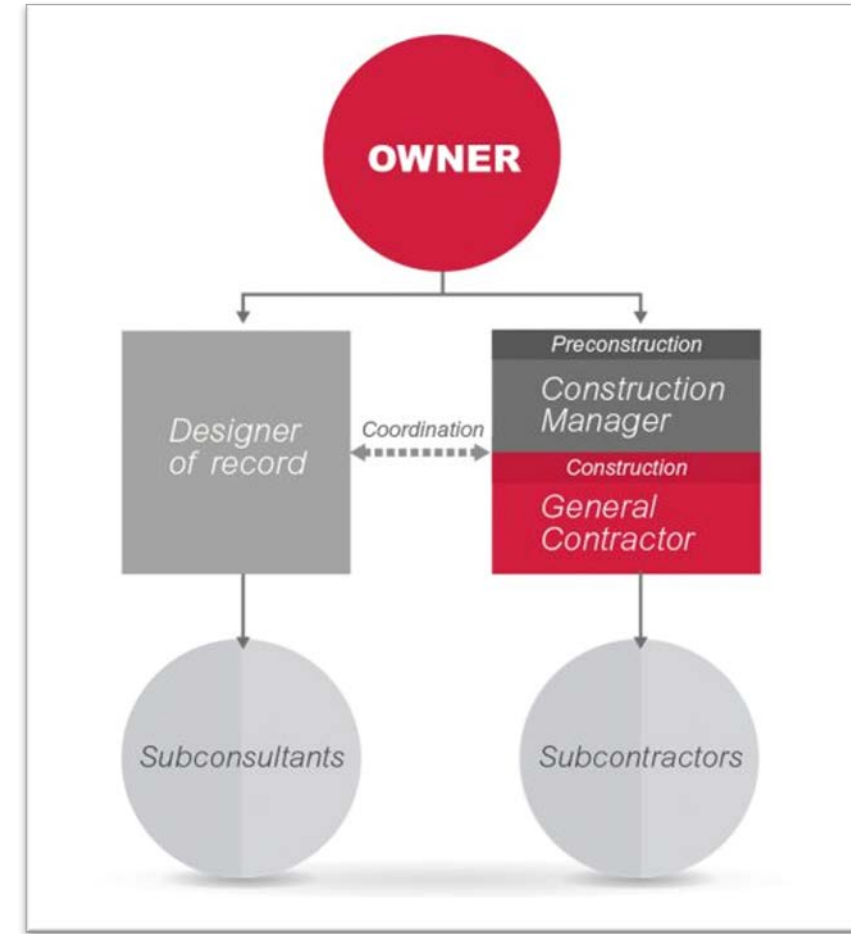 OWNER
Designer
of record
Coordination
Preconstruction
Construction
Manager
Construction
General
Contractor
Subconsultants
Subcontractors